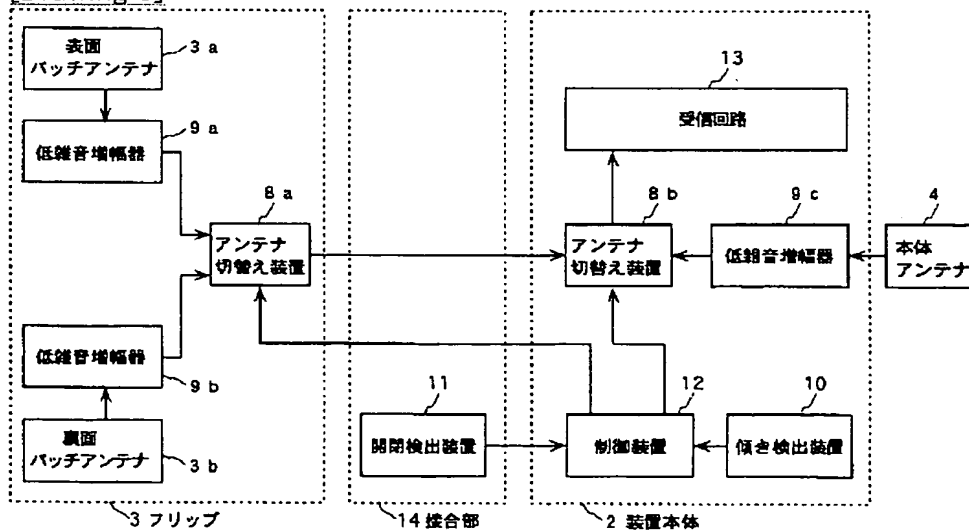 表面
パッチアンテナ
3 a
9 a
低雑音増幅器
8 a
アンテナ
切替え装置
低雑音増幅器
9 b
裏面
パッチアンテナ
3 b
3 フリップ
11
開閉検出装置
14 接合部
13
受信回路
8 b
アンテナ
切替え装置
9 c
低雑音増幅器
4
本体
アンテナ
12
制御装置
10
傾き検出装置
2 装置本体